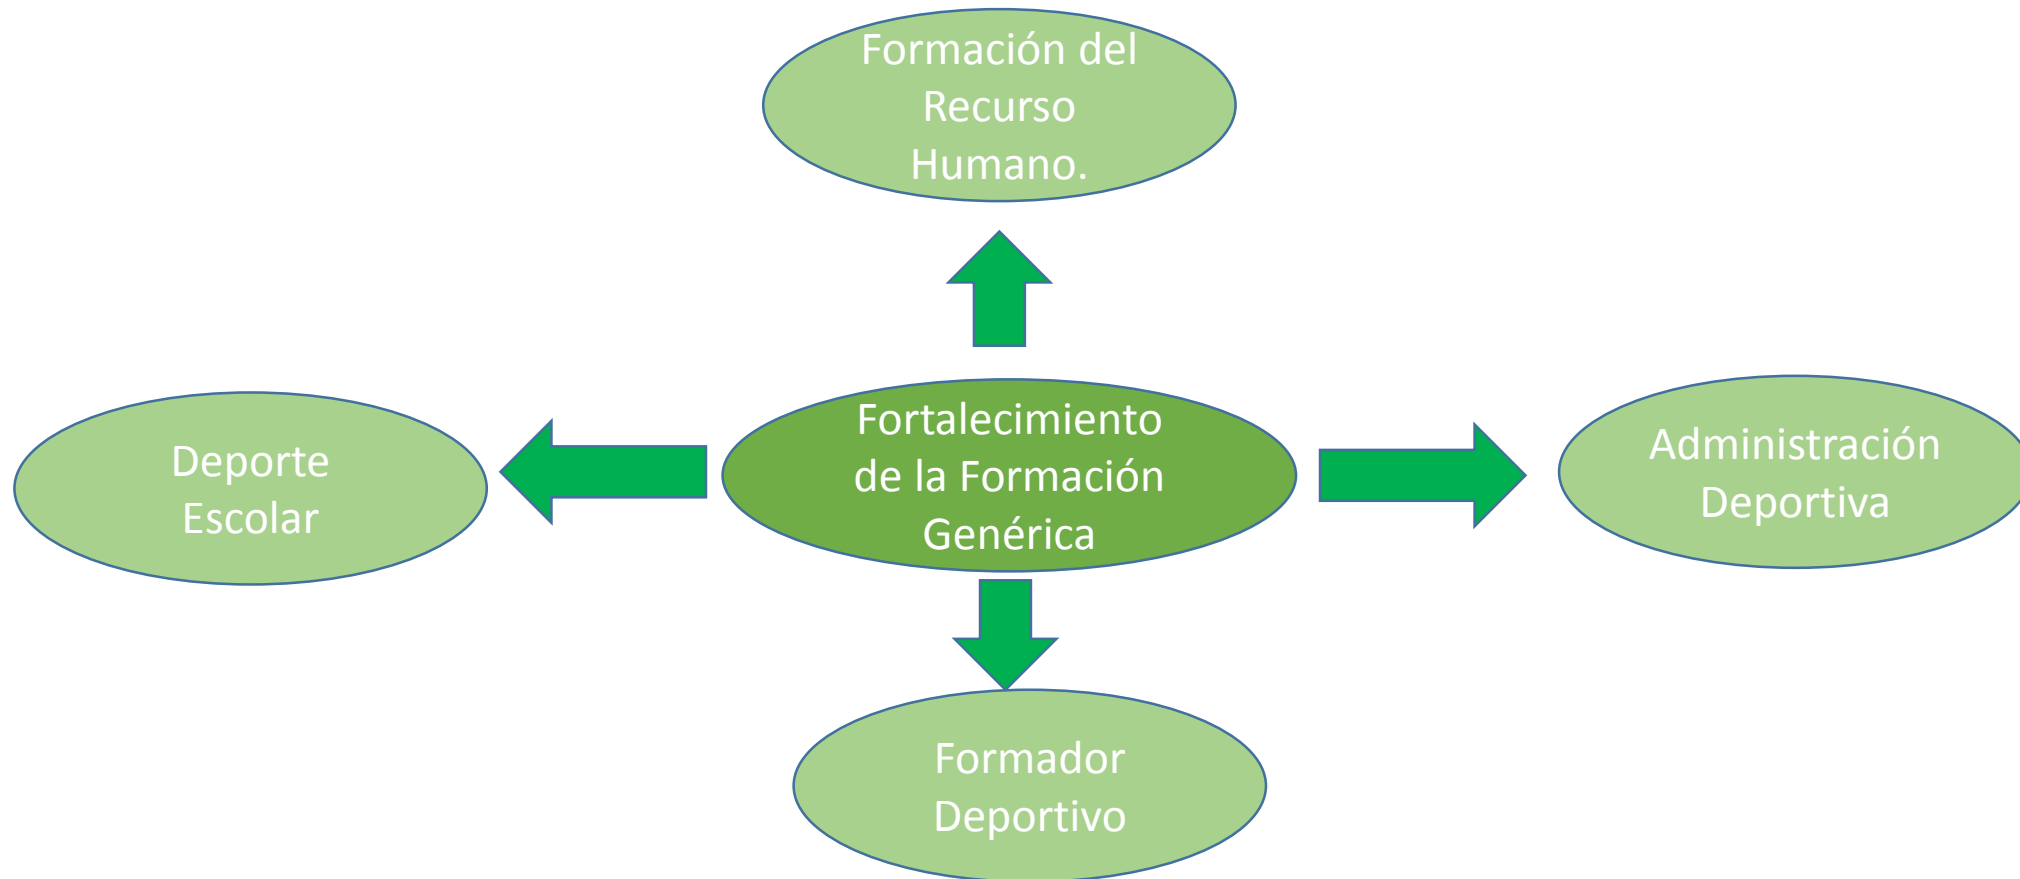 Formación del
Recurso
Humano.
Deporte
Escolar
Fortalecimiento
de la Formación
Genérica
Administración
Deportiva
Formador
Deportivo